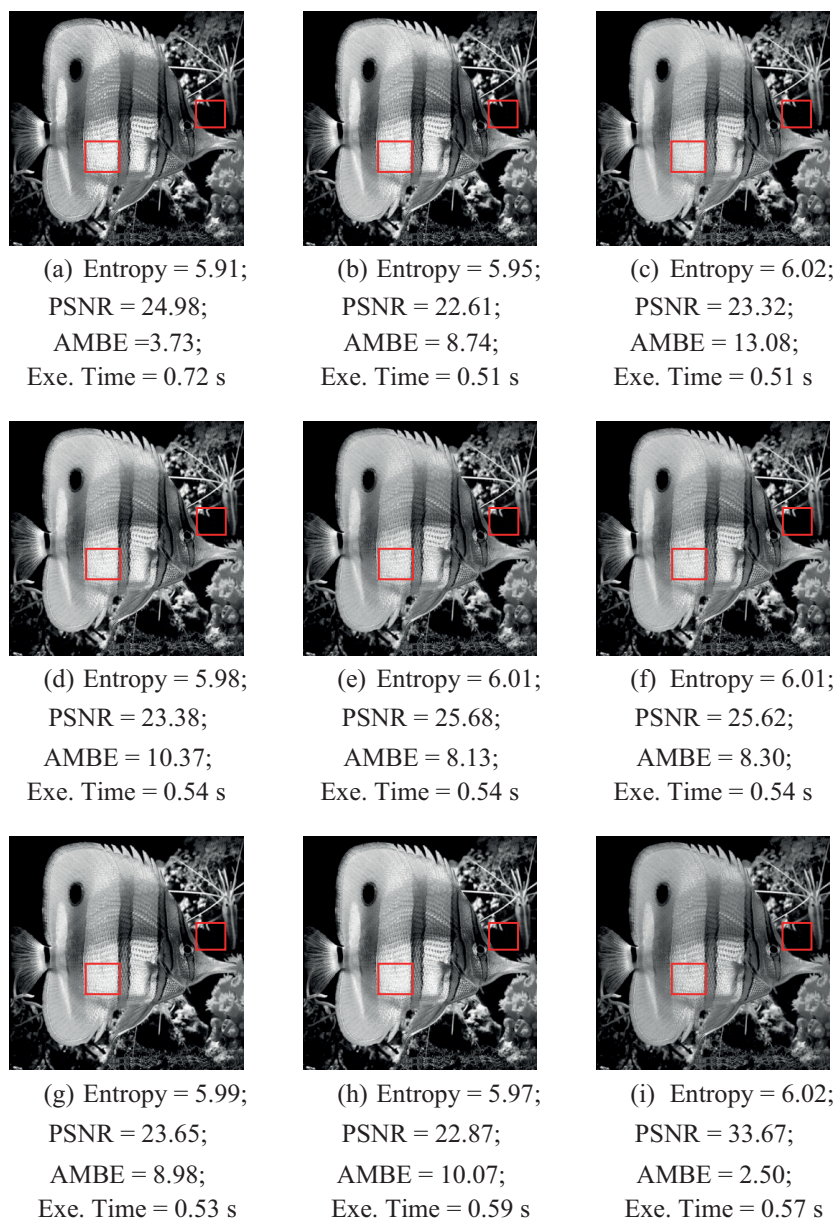 (a) Entropy = 5.91;
PSNR = 24.98;
AMBE =3.73;
Exe. Time = 0.72 s
(b) Entropy = 5.95;
PSNR = 22.61;
AMBE = 8.74;
Exe. Time = 0.51 s
(c) Entropy = 6.02;
PSNR = 23.32;
AMBE = 13.08;
Exe. Time = 0.51 s
(d) Entropy = 5.98;
PSNR = 23.38;
AMBE = 10.37;
Exe. Time = 0.54 s
(e) Entropy = 6.01;
PSNR = 25.68;
AMBE = 8.13;
Exe. Time = 0.54 s
(f) Entropy = 6.01;
PSNR = 25.62;
AMBE = 8.30;
Exe. Time = 0.54 s
(g) Entropy = 5.99;
PSNR = 23.65;
AMBE = 8.98;
Exe. Time = 0.53 s
(h) Entropy = 5.97;
PSNR = 22.87;
AMBE = 10.07;
Exe. Time = 0.59 s
(i) Entropy = 6.02;
PSNR = 33.67;
AMBE = 2.50;
Exe. Time = 0.57 s